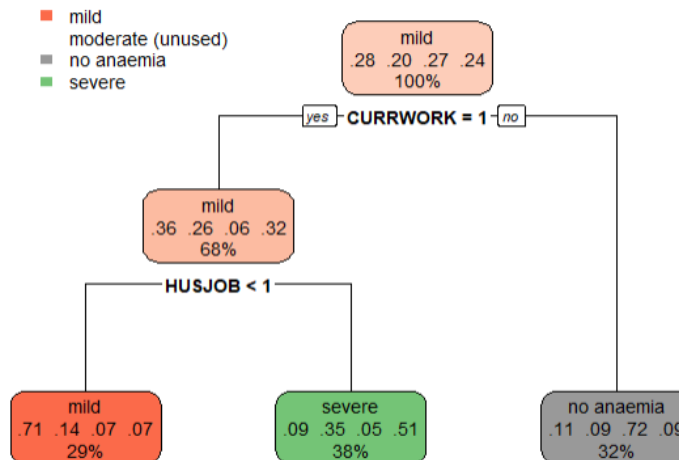 mild
moderate (unused)
no anaemia
severe
mild
.28 .20 .27 .24
100%
yes CURRWORK = 1 no
mild
.36 .26 .06 .32
68%
HUSJOB < 1
mild
.71 .14 .07 .07
29%
severe
.09 .35 .05 .51
38%
no anaemia
.11 .09 .72 .09
32%